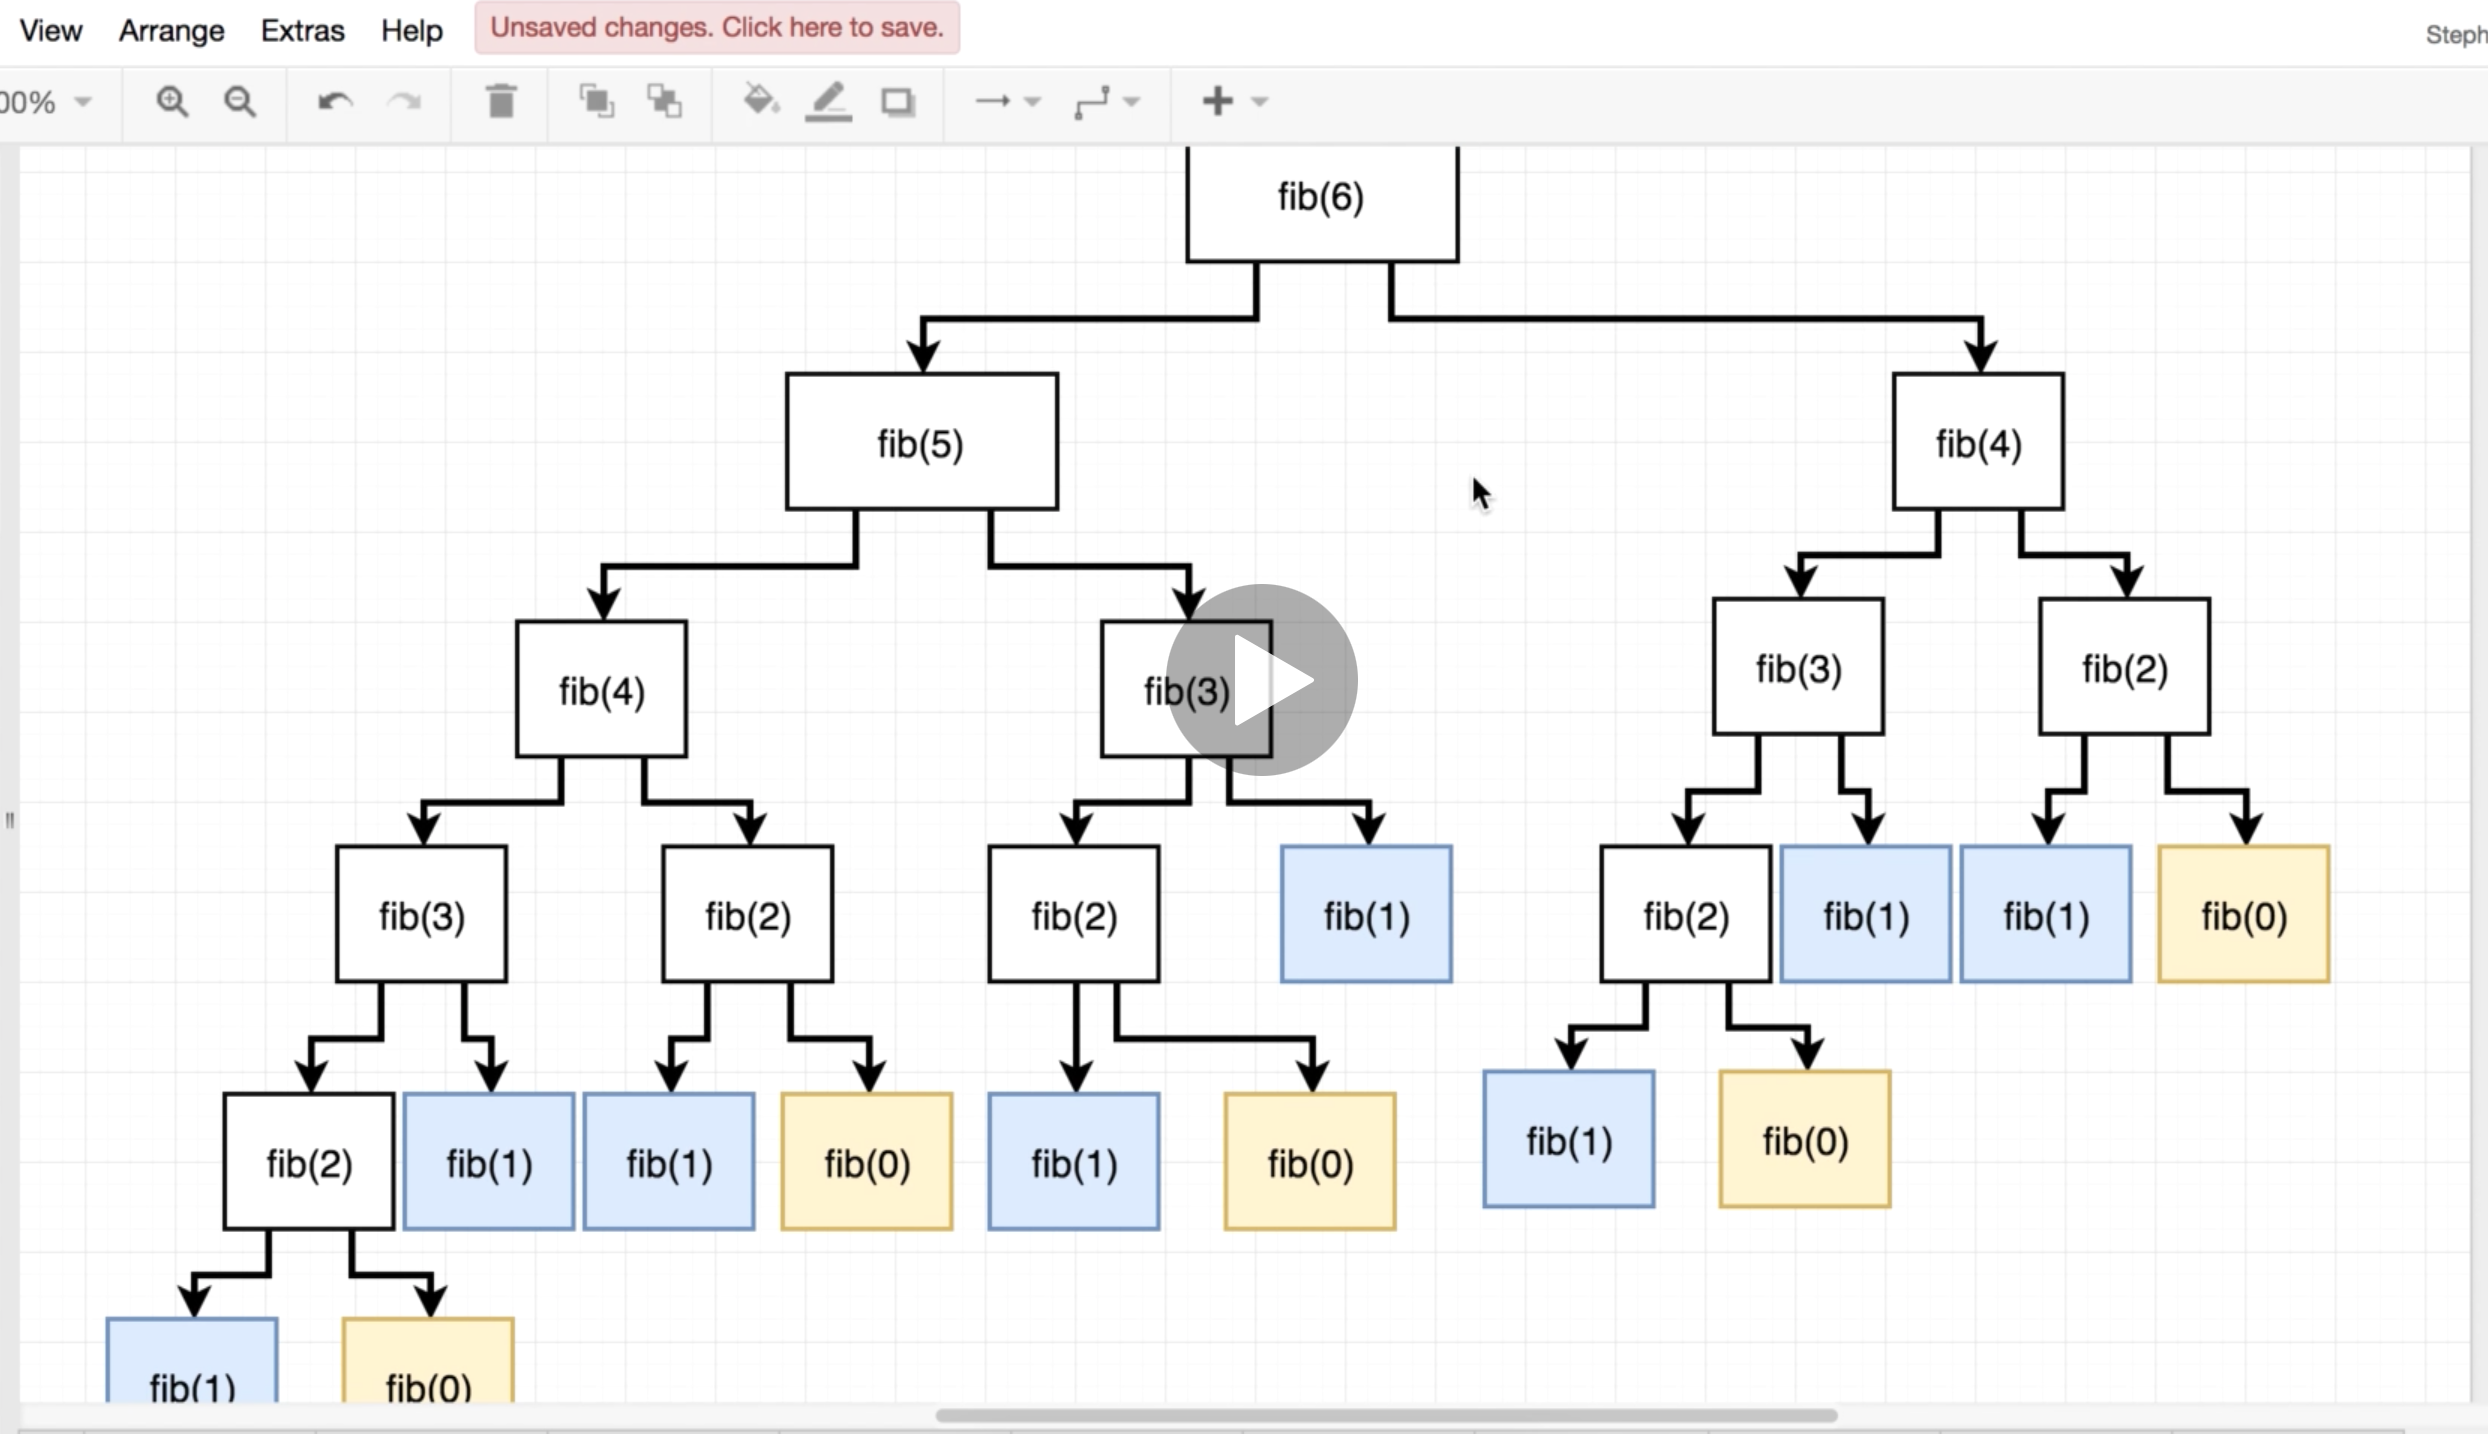 View Arrange Extras Help Unsaved changes. Click here to save. Steph
00%
fib(6)
fib(5) fib(4)
fib(4) fib(3) fib(3) fib(2)
fib(3) fib(2) fib(2) fib(1) fib(2) fib(1) fib(1) fib(0)
fib(2) fib(1) fib(1) fib(0) fib(1) fib(0) fib(1) fib(0)
fib(1) fib(0)